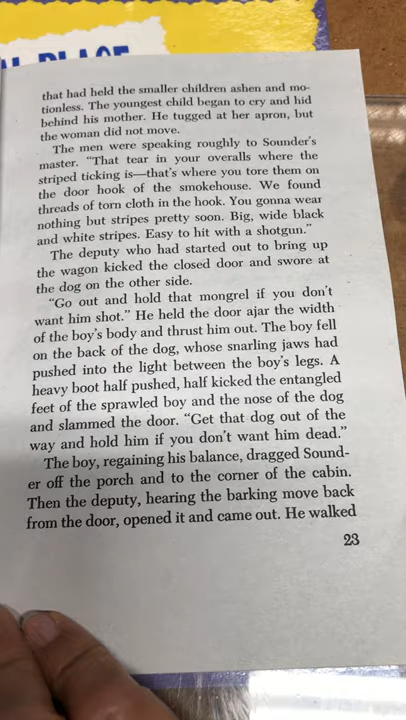 AL PLACE
that had held the smaller children ashen and mo-
tionless. The youngest child began to cry and hid
behind his mother. He tugged at her apron, but
the woman did not move.
The men were speaking roughly to Sounder's
master. “That tear in your overalls where the
striped ticking is—that's where you tore them on
the door hook of the smokehouse. We found
threads of torn cloth in the hook. You gonna wear
nothing but stripes pretty soon. Big, wide black
and white stripes. Easy to hit with a shotgun.”
The deputy who had started out to bring up
the wagon kicked the closed door and swore at
the dog on the other side.
“Go out and hold that mongrel if you don't
want him shot.” He held the door ajar the width
of the boy's body and thrust him out. The boy fell
on the back of the dog, whose snarling jaws had
pushed into the light between the boy's legs. A
heavy boot half pushed, half kicked the entangled
feet of the sprawled boy and the nose of the dog
and slammed the door. “Get that dog out of the
way and hold him if you don't want him dead.”
The boy, regaining his balance, dragged Sound-
er off the porch and to the corner of the cabin.
Then the deputy, hearing the barking move back
from the door, opened it and came out. He walked
23